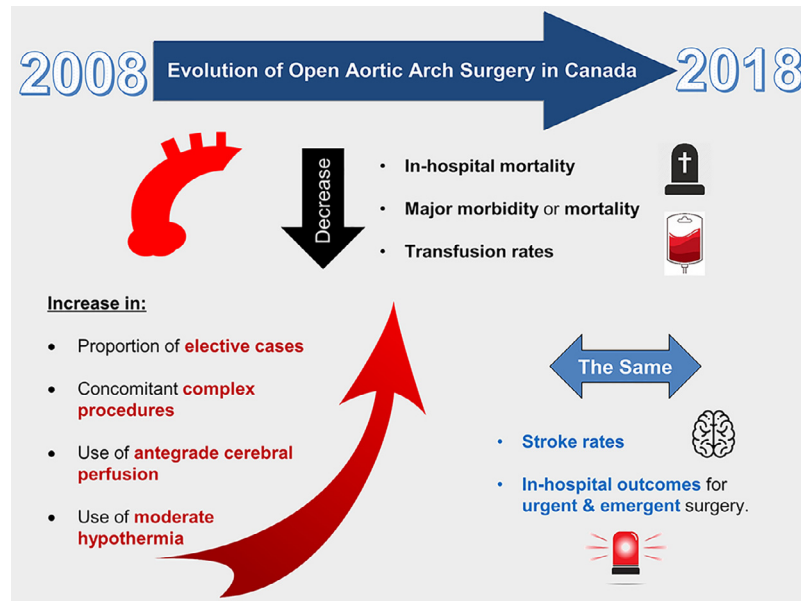 2008
Evolution of Open Aortic Arch Surgery in Canada
2018
Decrease
• In-hospital mortality
• Major morbidity or mortality
• Transfusion rates
Increase in:
• Proportion of elective cases
• Concomitant complex
procedures
• Use of antegrade cerebral
perfusion
• Use of moderate
hypothermia
The Same
• Stroke rates
• In-hospital outcomes for
urgent & emergent surgery.